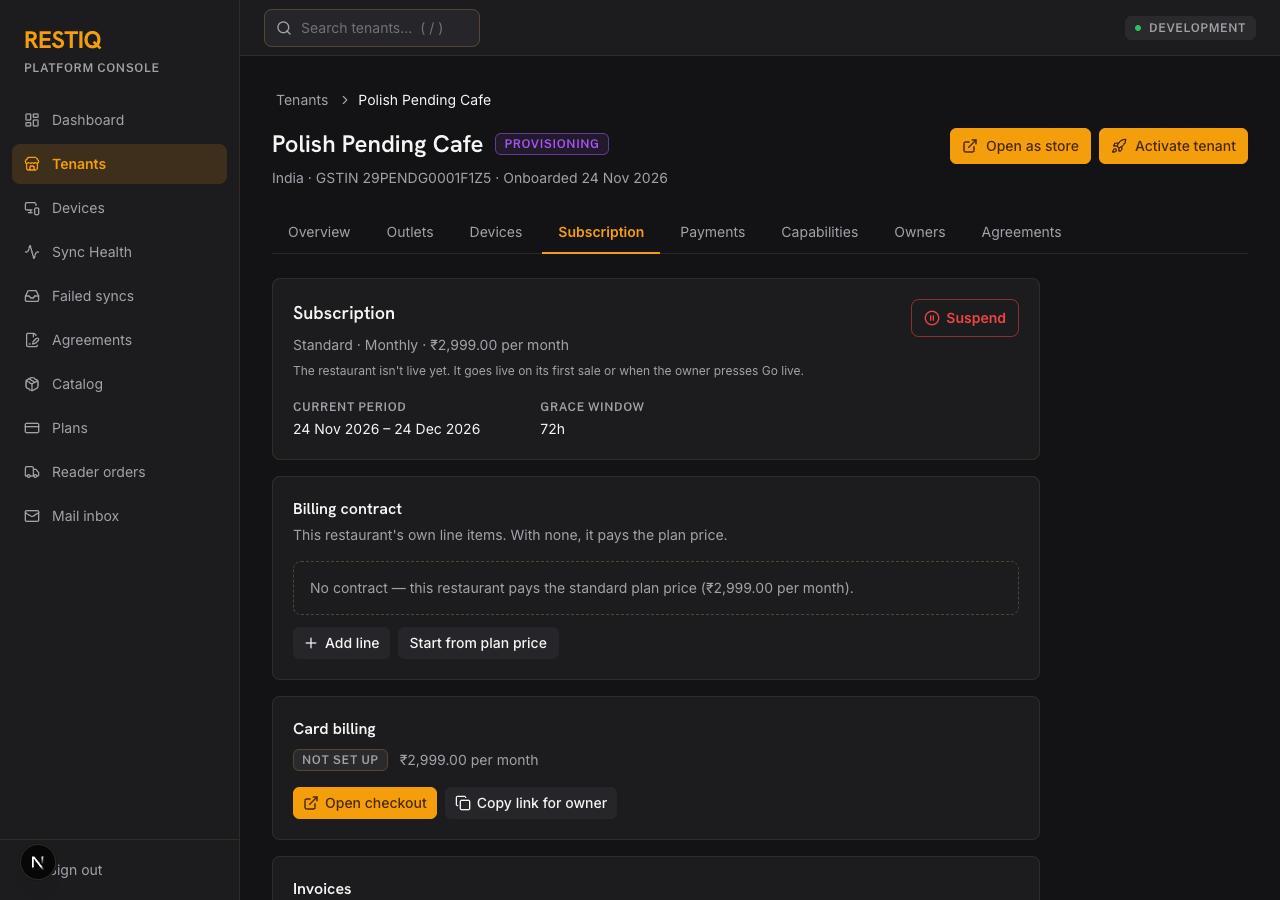 RESTIQ
PLATFORM CONSOLE
Dashboard
Tenants
Devices
Sync Health
Failed syncs
Agreements
Catalog
Plans
Reader orders
Mail inbox
N
ign out
Search tenants... ( / )
DEVELOPMENT
Tenants > Polish Pending Cafe
Polish Pending Cafe PROVISIONING
Open as store Activate tenant
India · GSTIN 29PENDG0001F1Z5 · Onboarded 24 Nov 2026
Overview Outlets Devices Subscription Payments Capabilities Owners Agreements
Subscription
Suspend
Standard · Monthly · ₹2,999.00 per month
The restaurant isn't live yet. It goes live on its first sale or when the owner presses Go live.
CURRENT PERIOD GRACE WINDOW
24 Nov 2026 – 24 Dec 2026 72h
Billing contract
This restaurant's own line items. With none, it pays the plan price.
No contract — this restaurant pays the standard plan price (₹2,999.00 per month).
Add line Start from plan price
Card billing
NOT SET UP ₹2,999.00 per month
Open checkout Copy link for owner
Invoices